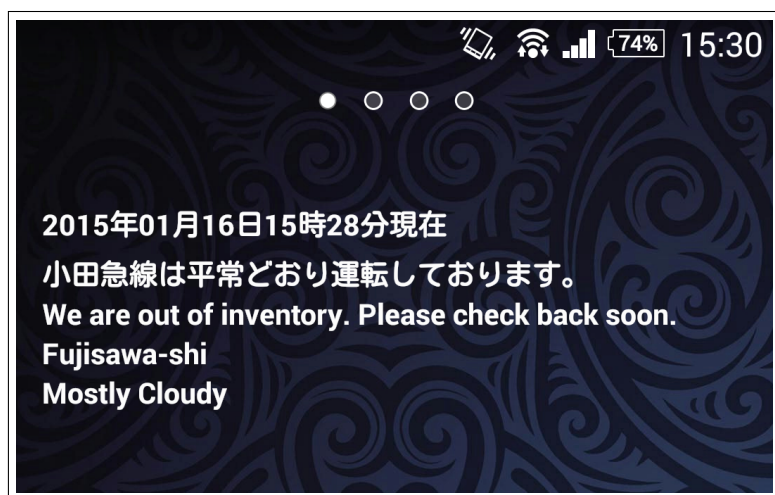 74% 15:30
2015年01月16日15時28分現在
小田急線は平常どおり運転しております。
We are out of inventory. Please check back soon.
Fujisawa-shi
Mostly Cloudy